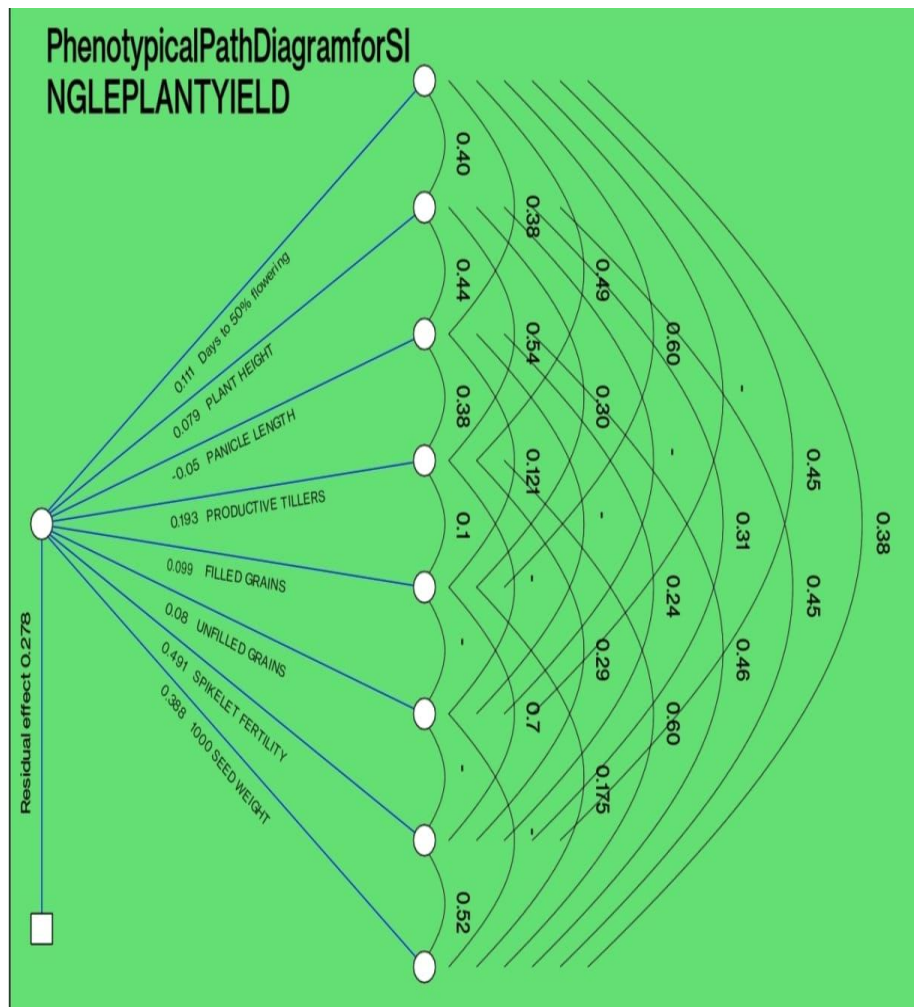 PhenotypicalPathDiagramforSI
NGLEPLANTYIELD
0.111 Days to 50% flowering
0.079 PLANT HEIGHT
-0.05 PANICLE LENGTH
0.193 PRODUCTIVE TILLERS
0.099 FILLED GRAINS
0.08 UNFILLED GRAINS
0.491 SPIKELET FERTILITY
0.388 1000 SEED WEIGHT
Residual effect 0.278
0.40
0.44
0.38
0.1
-
-
0.52
0.38
0.54
0.121
-
0.7
-
0.49
0.30
-
0.29
0.175
0.60
-
0.24
0.60
-
0.31
0.46
0.45
0.45
0.38